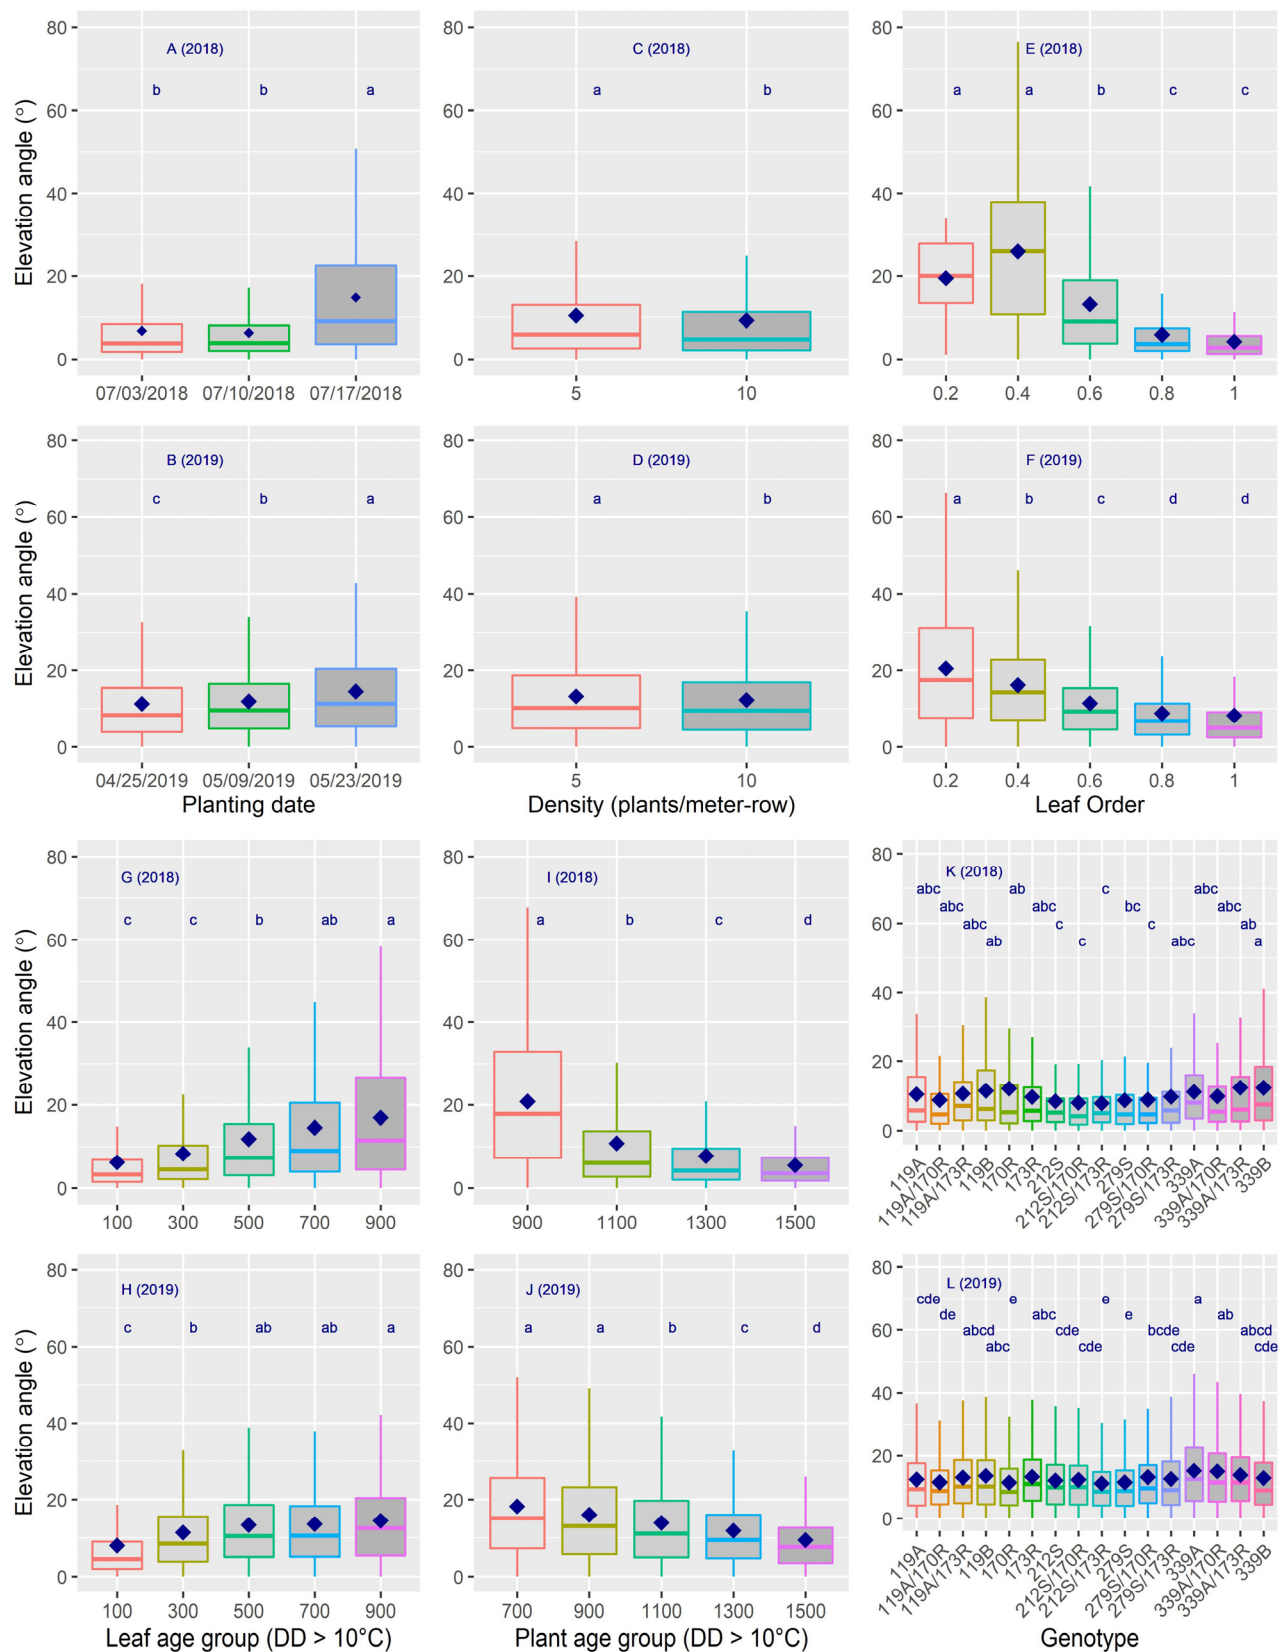 80
60
40
20
0
Elevation angle (°)
A (2018)
b b a
07/03/2018 07/10/2018 07/17/2018
C (2018)
a b
5 10
80
60
40
20
0
E (2018)
a a b c c
0.2 0.4 0.6 0.8 1
80
60
40
20
0
Elevation angle (°)
B (2019)
c b a
04/25/2019 05/09/2019 05/23/2019
Planting date
80
60
40
20
0
D (2019)
a b
5 10
Density (plants/meter-row)
80
60
40
20
0
F (2019)
a b c d d
0.2 0.4 0.6 0.8 1
Leaf Order
80
60
40
20
0
Elevation angle (°)
G (2018)
c c b ab a
100 300 500 700 900
80
60
40
20
0
I (2018)
a b c d
900 1100 1300 1500
80
60
40
20
0
K (2018)
abc ab c abc
abc abc bc abc
abc c c ab
ab c abc a
119A 119A/170R 119A/173R 119B 170R 173R 212S 212S/170R 212S/173R 279S 279S/170R 279S/173R 339A 339A/170R 339A/173R 339B
80
60
40
20
0
Elevation angle (°)
H (2019)
c b ab ab a
100 300 500 700 900
Leaf age group (DD > 10°C)
80
60
40
20
0
J (2019)
a a b c d
700 900 1100 1300 1500
Plant age group (DD > 10°C)
80
60
40
20
0
L (2019)
cde e e a
de abc e ab
abcd cde bcde abcd
abc cde cde cde
119A 119A/170R 119A/173R 119B 170R 173R 212S 212S/170R 212S/173R 279S 279S/170R 279S/173R 339A 339A/170R 339A/173R 339B
Genotype